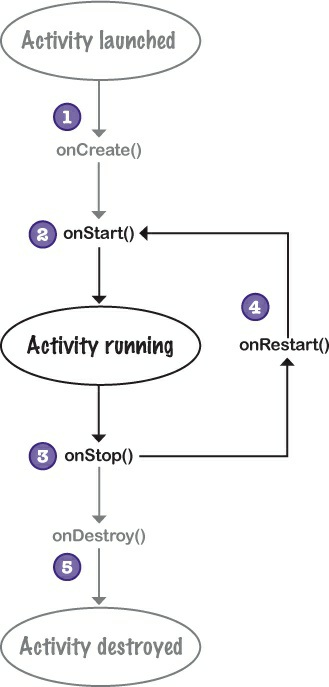 Activity launched
1
onCreate()
2 onStart()
4
onRestart()
Activity running
3 onStop()
onDestroy()
5
Activity destroyed